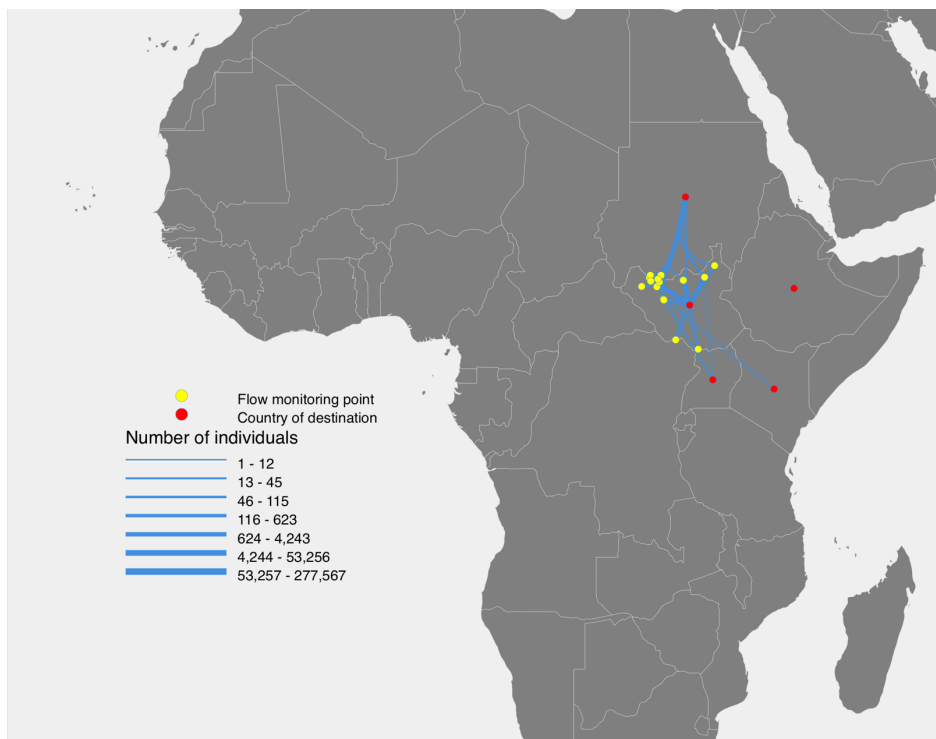 Flow monitoring point
Country of destination
Number of individuals
1 - 12
13 - 45
46 - 115
116 - 623
624 - 4,243
4,244 - 53,256
53,257 - 277,567